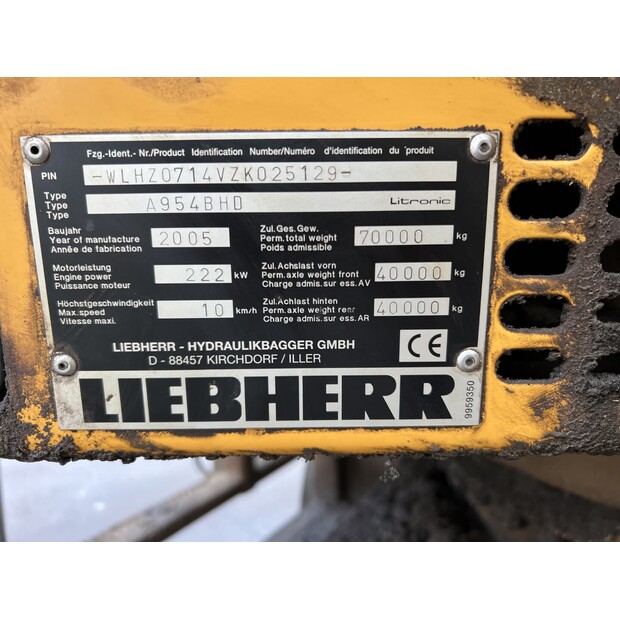 Fzg.-Ident.- Nr./Product Identification Number/Numéro d'identification du produit
PIN -WLHZ0714VZK025129-
Type
Type A954BHD Litronic
Type
Baujahr
Year of manufacture 2005
Année de fabrication
Zul.Ges.Gew.
Perm.total weight 70000 kg
Poids admissible
Motorleistung
Engine power 222 kW
Puissance moteur
Zul.Achslast vorn
Perm.axle weight front 40000 kg
Charge admis.sur ess.AV
Höchstgeschwindigkeit
Max.speed 10 km/h
Vitesse maxi.
Zul.Achslast hinten
Perm.axle weight rear 40000 kg
Charge admis.sur ess.AR
LIEBHERR - HYDRAULIKBAGGER GMBH
D - 88457 KIRCHDORF / ILLER
CE
LIEBHERR
9959350